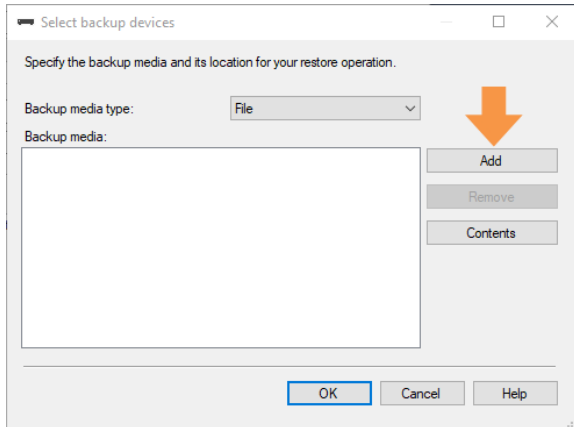 Select backup devices
Specify the backup media and its location for your restore operation.
Backup media type:
File
Backup media:
Add
Remove
Contents
OK
Cancel
Help